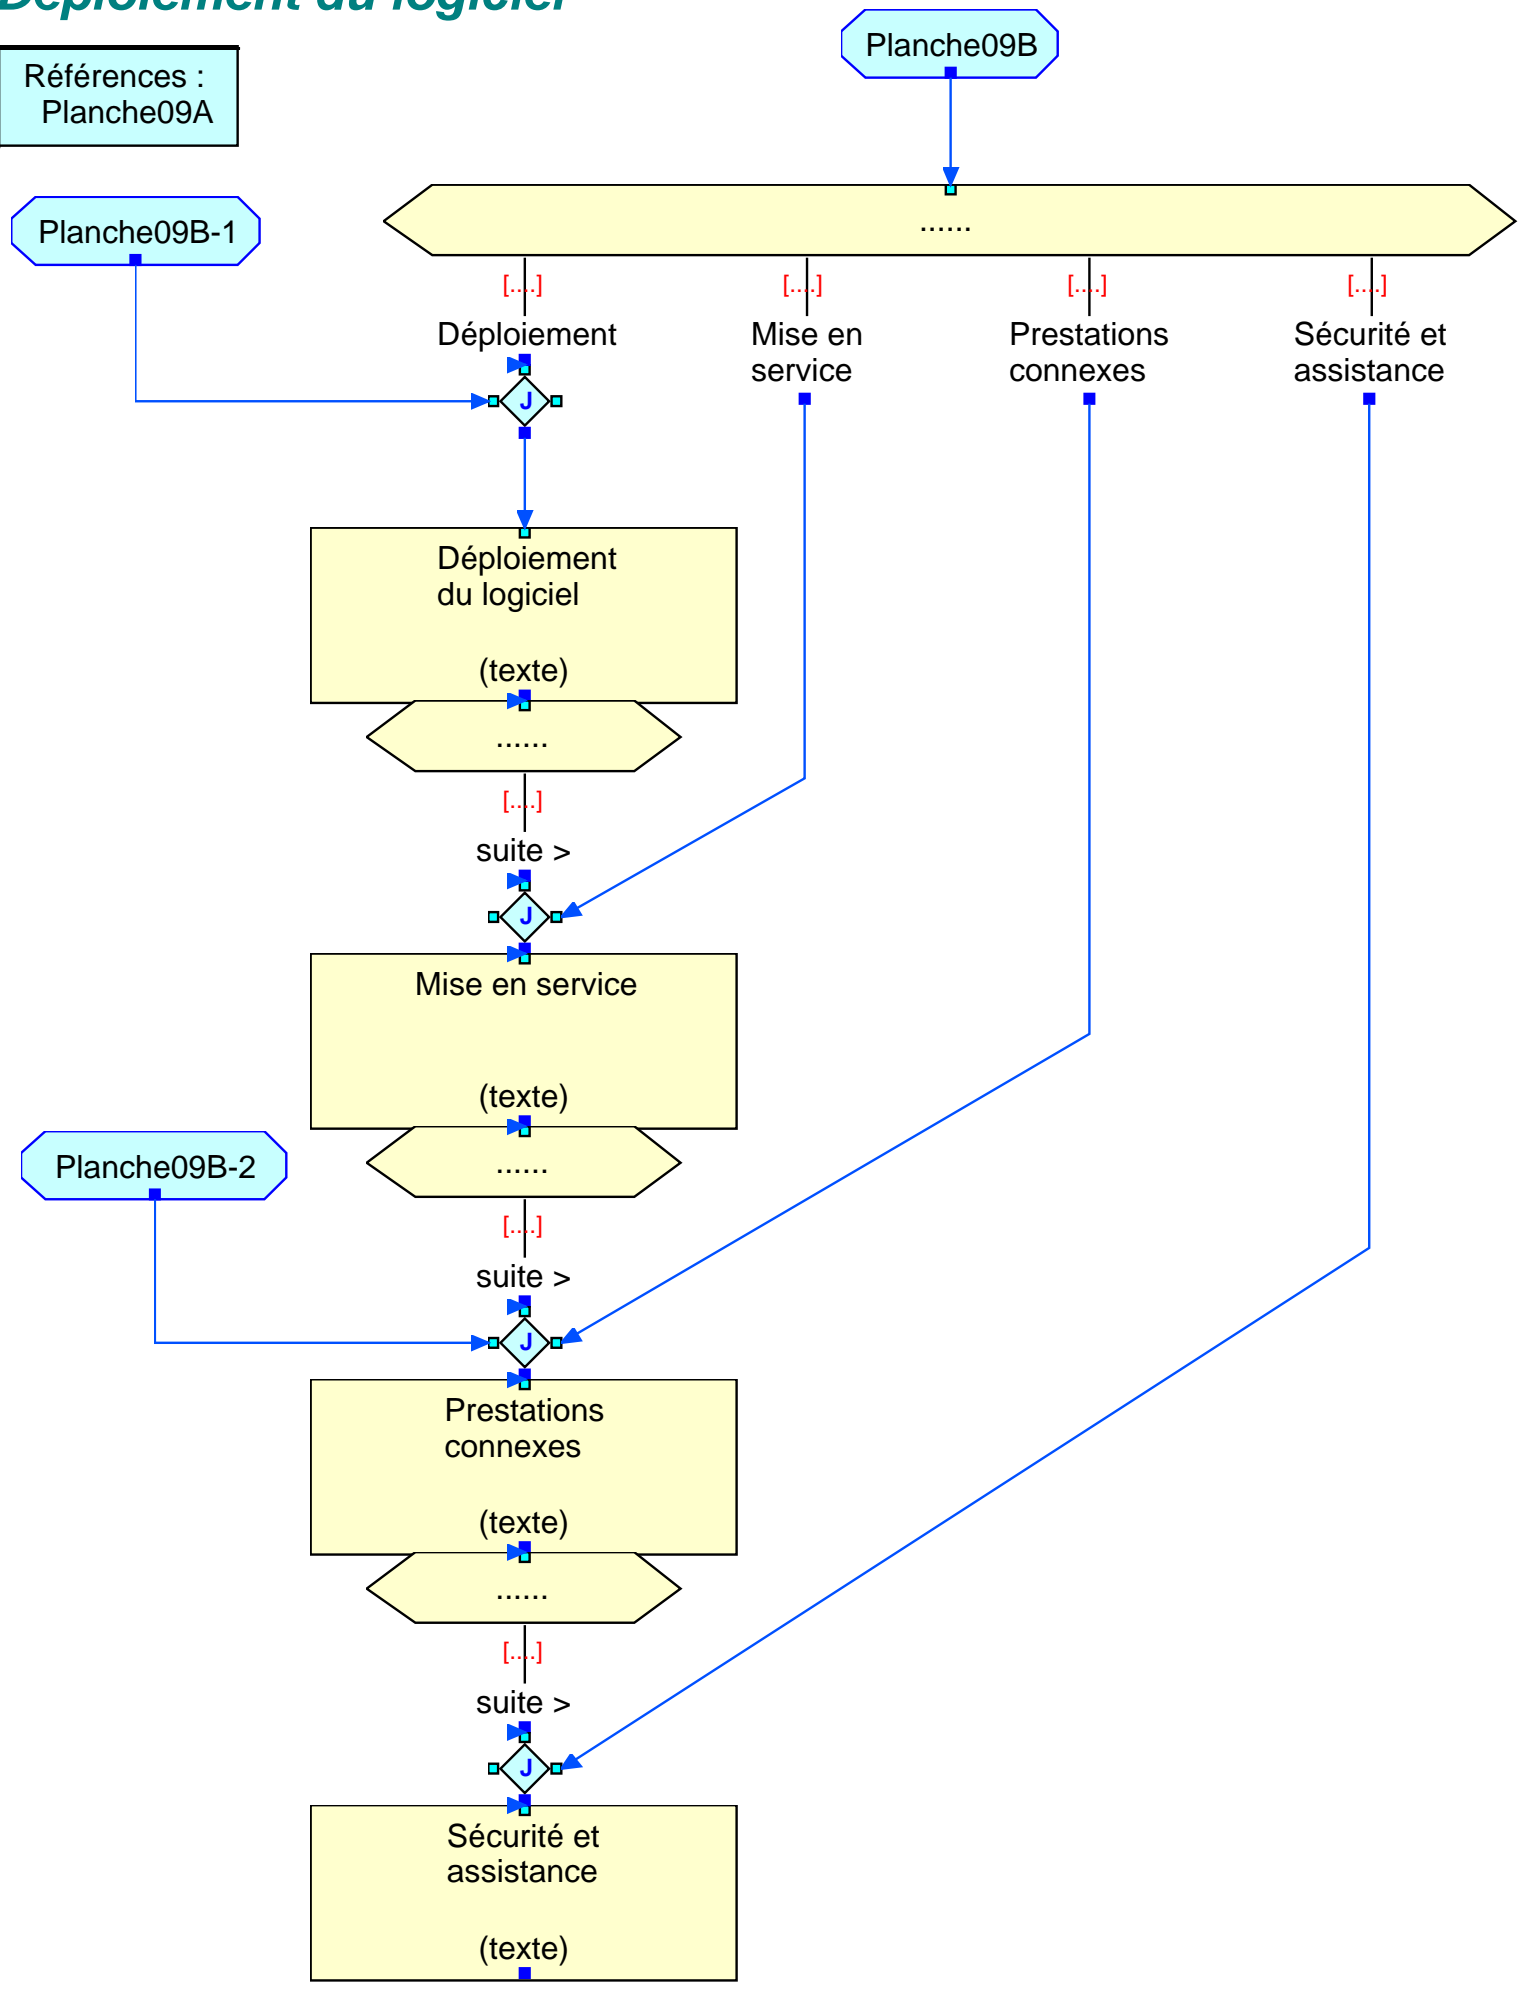 Déploiement du logiciel
Planche09B
Références :
Planche09A
Planche09B-1
......
[....] [....] [....] [....]
Déploiement
Mise en
service
Prestations
connexes
Sécurité et
assistance
J
Déploiement
du logiciel
(texte)
......
[....]
suite >
J
Mise en service
(texte)
Planche09B-2
......
[....]
suite >
J
Prestations
connexes
(texte)
......
[....]
suite >
J
Sécurité et
assistance
(texte)